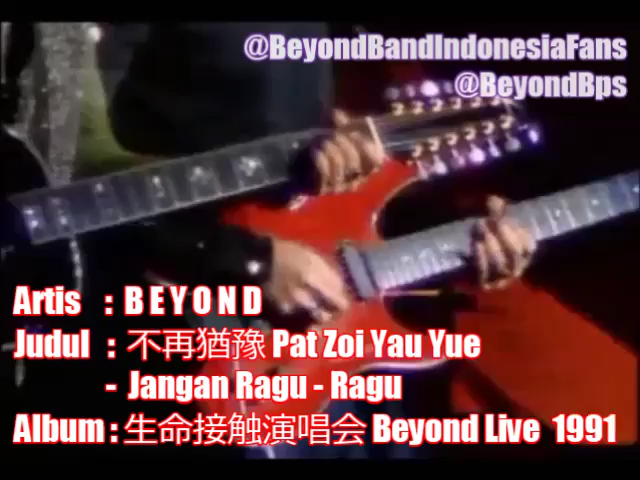 @BeyondBandIndonesiaFans
@BeyondBps
Artis : B E Y O N D
Judul : 不再猶豫 Pat Zoi Yau Yue
- Jangan Ragu - Ragu
Album : 生命接触演唱会 Beyond Live 1991